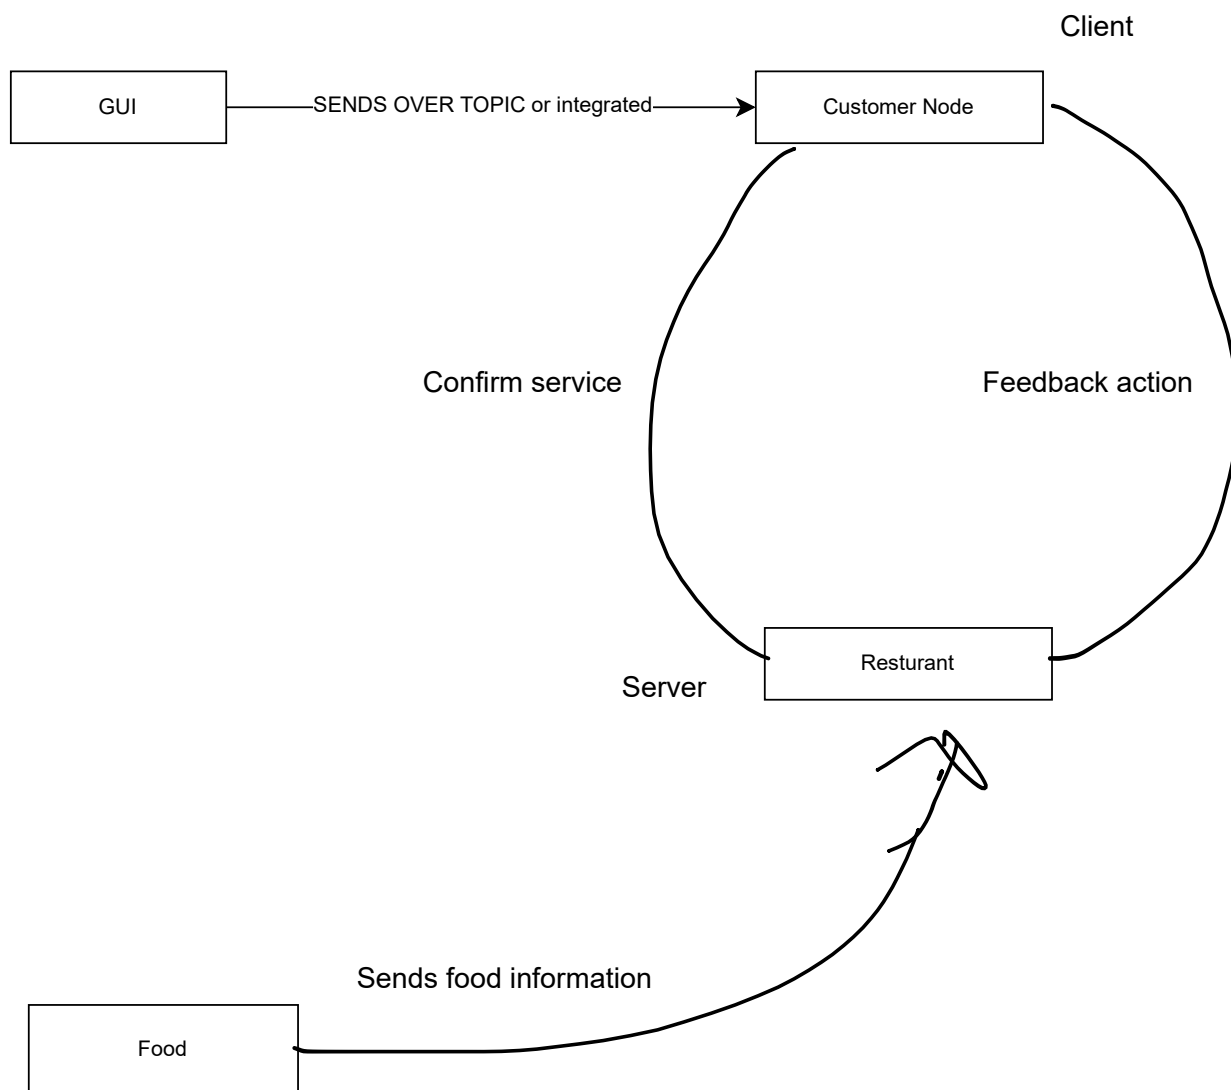 Client
GUI
SENDS OVER TOPIC or integrated
Customer Node
Confirm service
Feedback action
Resturant
Server
Sends food information
Food